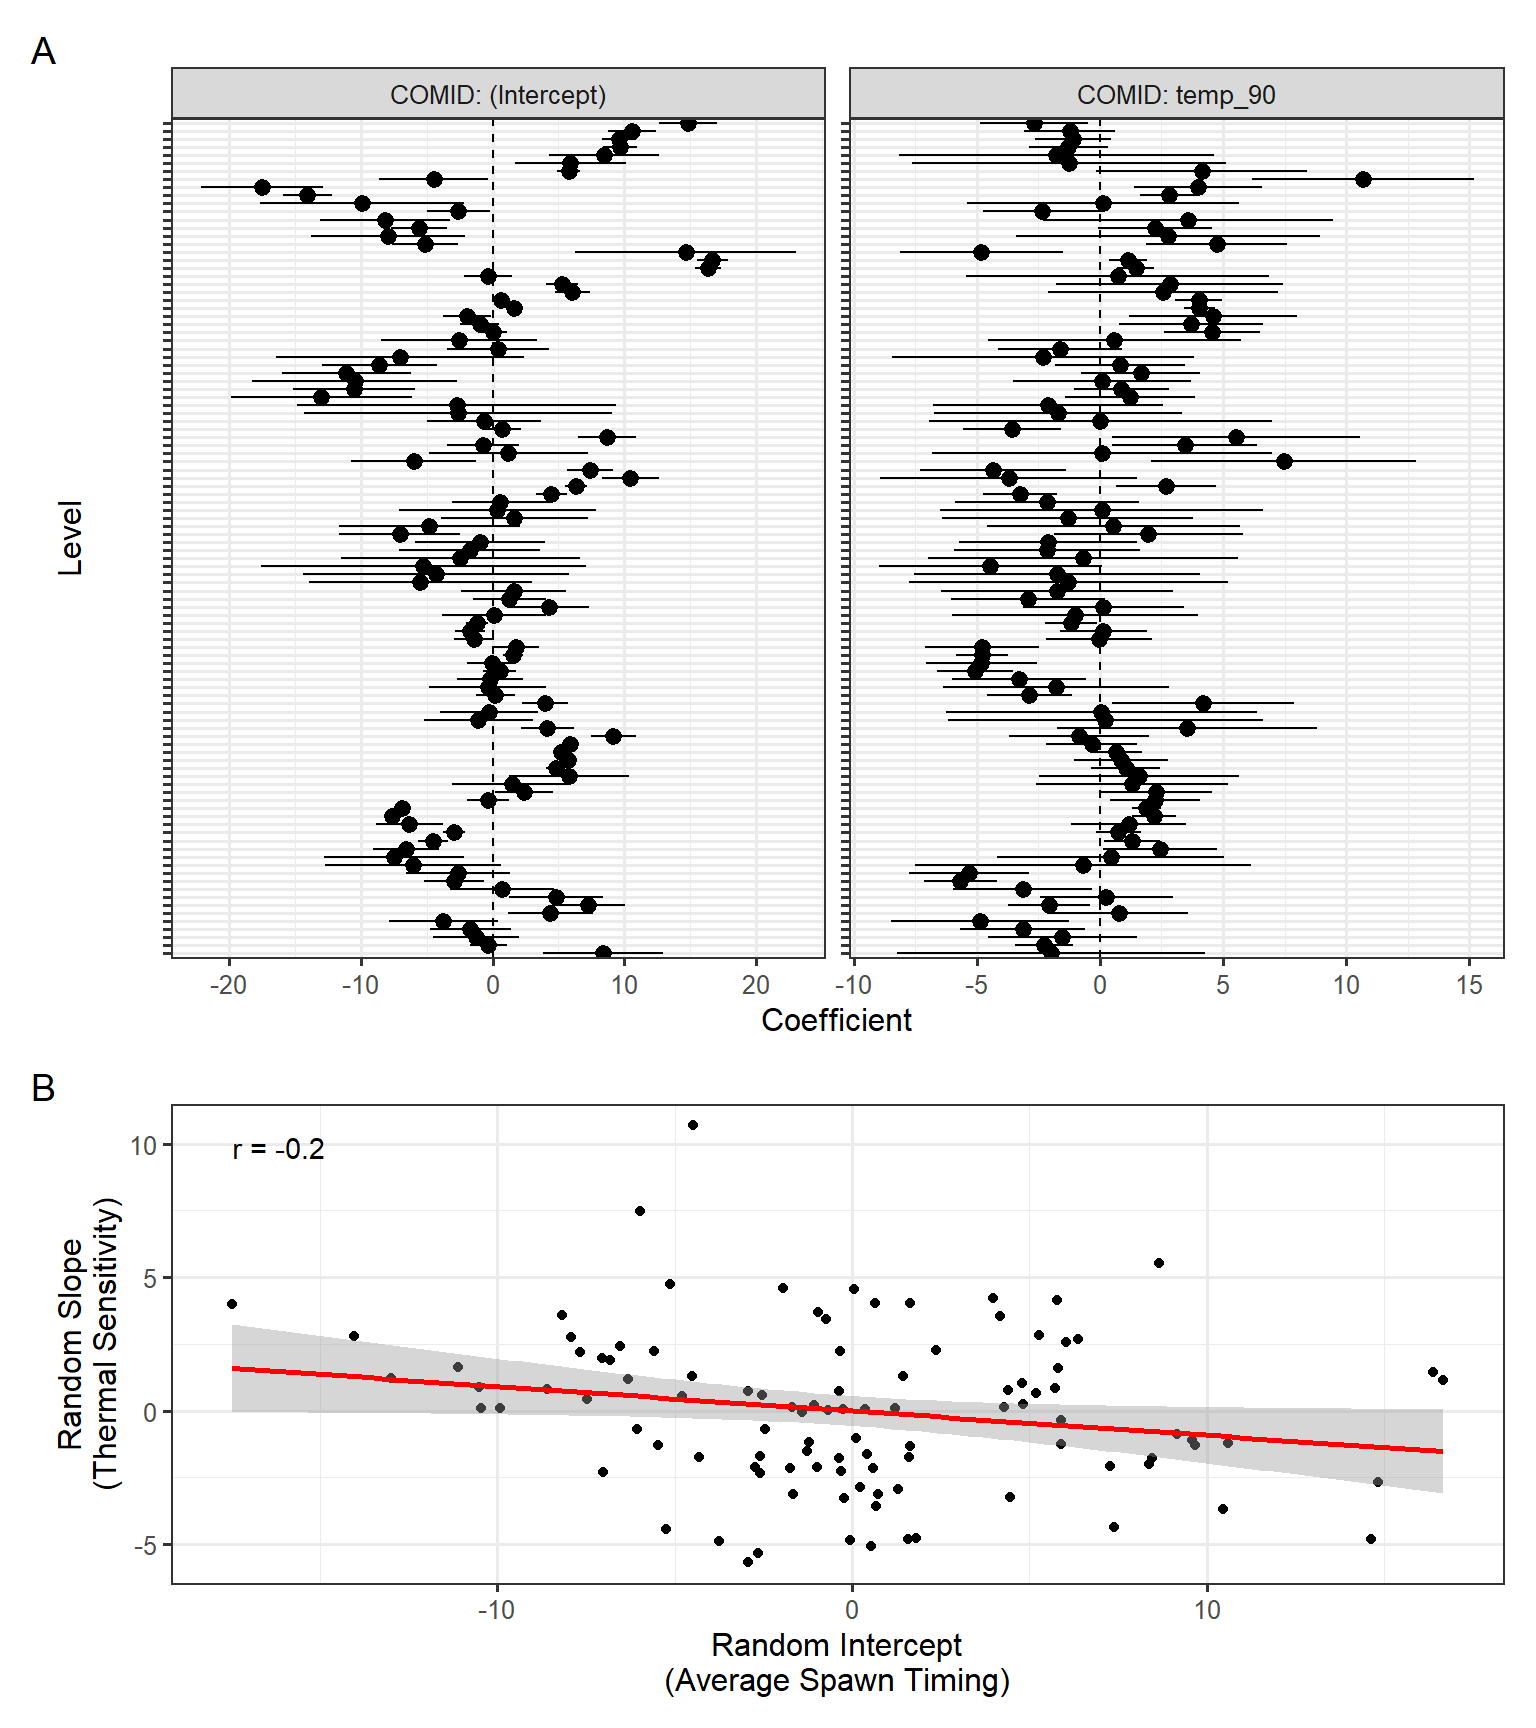 A
COMID: (Intercept)
COMID: temp_90
Level
-20
-10
0
10
20
-10
-5
0
5
10
15
Coefficient
B
r = -0.2
Random Slope
(Thermal Sensitivity)
10
5
0
-5
-10
0
10
Random Intercept
(Average Spawn Timing)